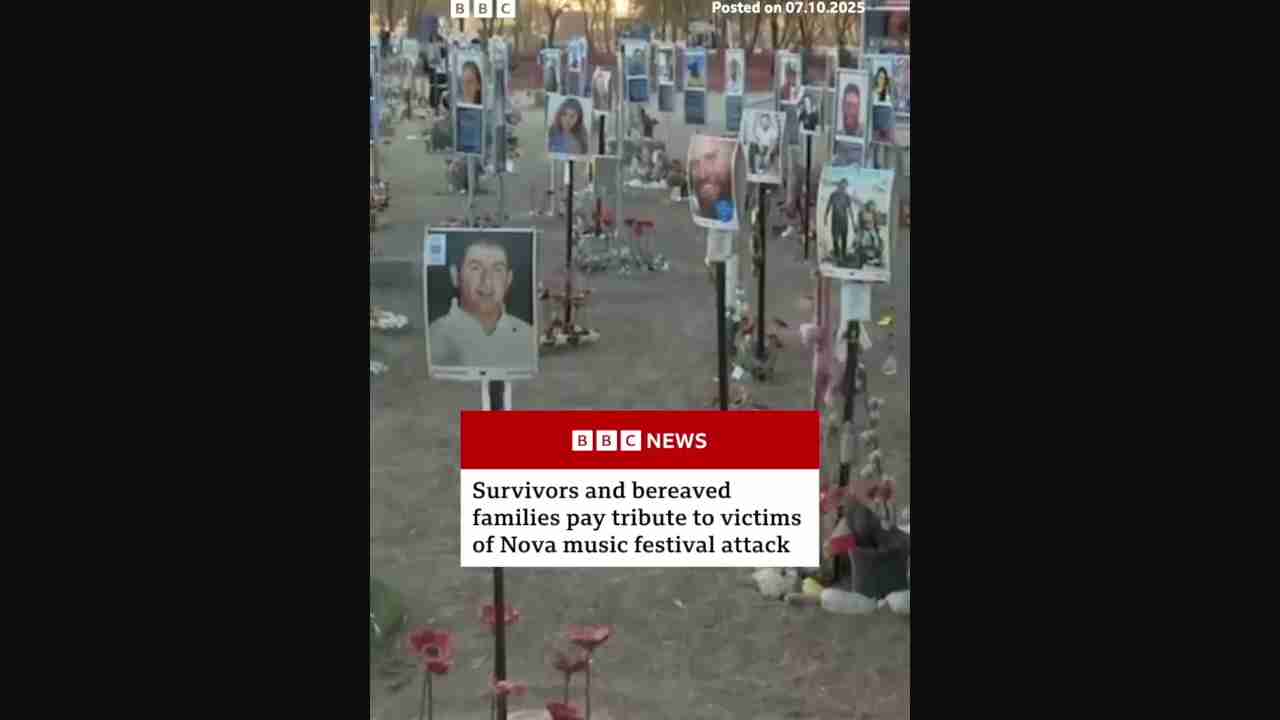 BBC
Posted on 07.10.2025
BBC NEWS
Survivors and bereaved
families pay tribute to victims
of Nova music festival attack